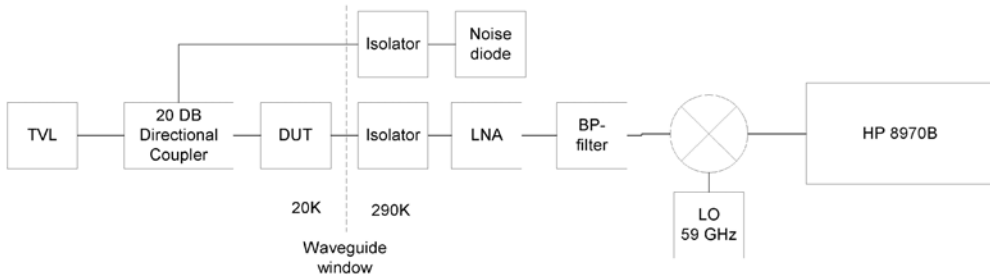 Isolator
Noise
diode
TVL
20 DB
Directional
Coupler
DUT
Isolator
LNA
BP-
filter
HP 8970B
20K
290K
LO
59 GHz
Waveguide
window